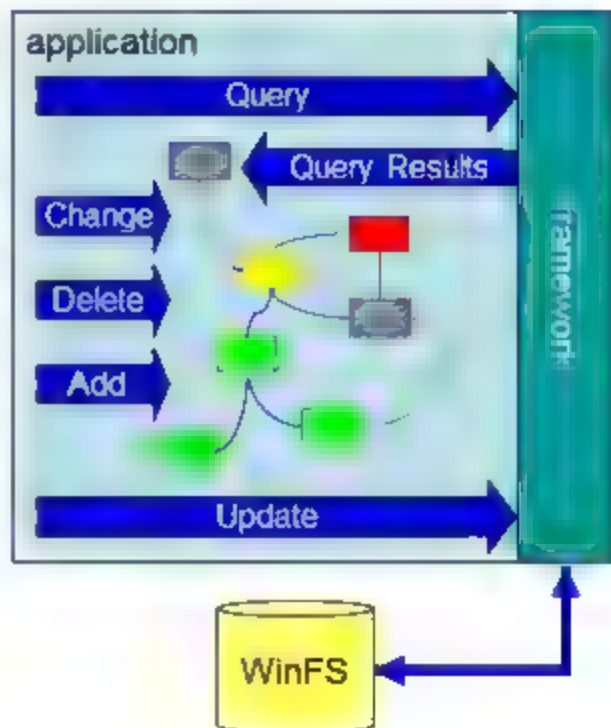 application
Query
Query Results
Change
Delete
Add
Update
framework
WinFS